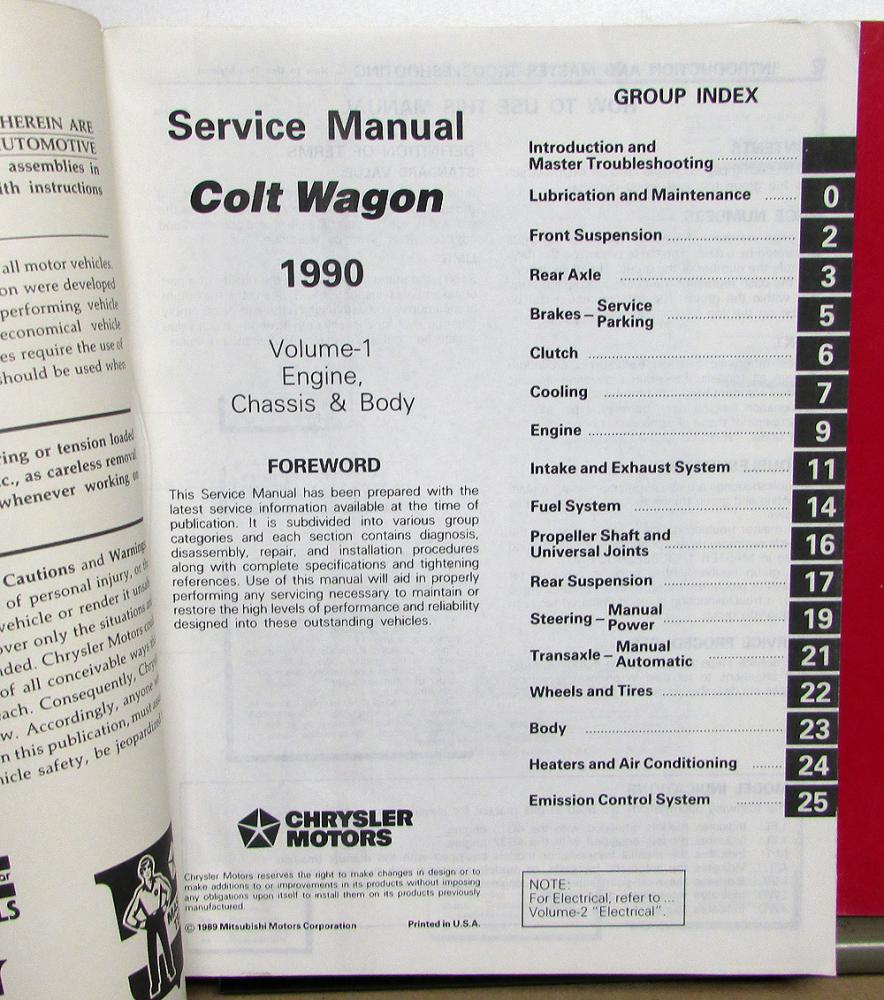 HEREIN ARE
AUTOMOTIVE
assemblies in
with instructions
all motor vehicles.
on were developed
performing vehicle
economical vehicle
es require the use of
should be used when
ring or tension loaded
c., as careless removal
whenever working or
Cautions and Warnings
of personal injury, or
vehicle or render it unsafe
over only the situations
ded. Chrysler Motors
of all conceivable ways
each. Consequently,
w. Accordingly, anyone
n this publication, must
hicle safety, be jeopardized
Service Manual
Colt Wagon
1990
Volume-1
Engine,
Chassis & Body
FOREWORD
This Service Manual has been prepared with the
latest service information available at the time of
publication. It is subdivided into various group
categories and each section contains diagnosis,
disassembly, repair, and installation procedures
along with complete specifications and tightening
references. Use of this manual will aid in properly
performing any servicing necessary to maintain or
restore the high levels of performance and reliability
designed into these outstanding vehicles.
CHRYSLER
MOTORS
Chrysler Motors reserves the right to make changes in design or to
make additions to or improvements in its products without imposing
any obligations upon itself to install them on its products previously
manufactured.
© 1989 Mitsubishi Motors Corporation Printed in U.S.A.
GROUP INDEX
Introduction and
Master Troubleshooting
Lubrication and Maintenance 0
Front Suspension 2
Rear Axle 3
Brakes – Service
Parking 5
Clutch 6
Cooling 7
Engine 9
Intake and Exhaust System 11
Fuel System 14
Propeller Shaft and
Universal Joints 16
Rear Suspension 17
Steering – Manual
Power 19
Transaxle – Manual
Automatic 21
Wheels and Tires 22
Body 23
Heaters and Air Conditioning 24
Emission Control System 25
NOTE:
For Electrical, refer to ...
Volume-2 "Electrical".